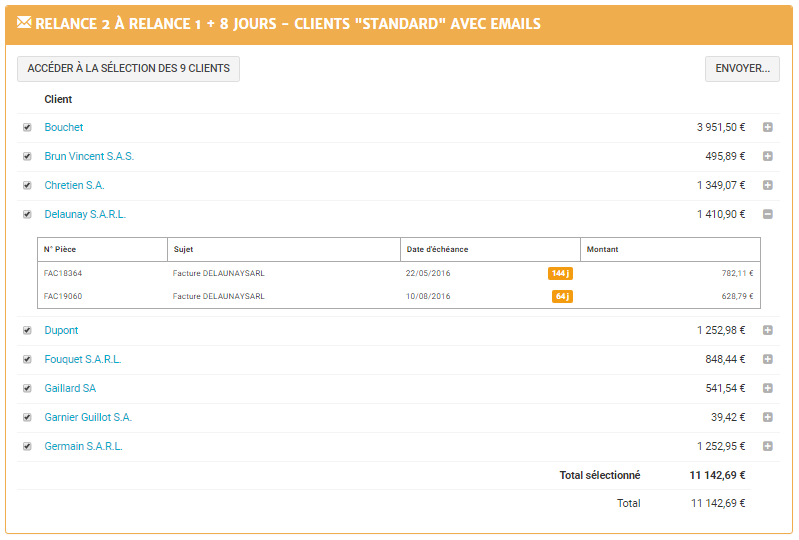 RELANCE 2 À RELANCE 1 + 8 JOURS - CLIENTS "STANDARD" AVEC EMAILS
ACCÉDER À LA SÉLECTION DES 9 CLIENTS ENVOYER...
Client
Bouchet 3 951,50 €
Brun Vincent S.A.S. 495,89 €
Chretien S.A. 1 349,07 €
Delaunay S.A.R.L. 1 410,90 €
N° Pièce Sujet Date d'échéance Montant
FAC18364 Facture DELAUNAYSARL 22/05/2016 144 j 782,11 €
FAC19060 Facture DELAUNAYSARL 10/08/2016 64 j 628,79 €
Dupont 1 252,98 €
Fouquet S.A.R.L. 848,44 €
Gaillard SA 541,54 €
Garnier Guillot S.A. 39,42 €
Germain S.A.R.L. 1 252,95 €
Total sélectionné 11 142,69 €
Total 11 142,69 €